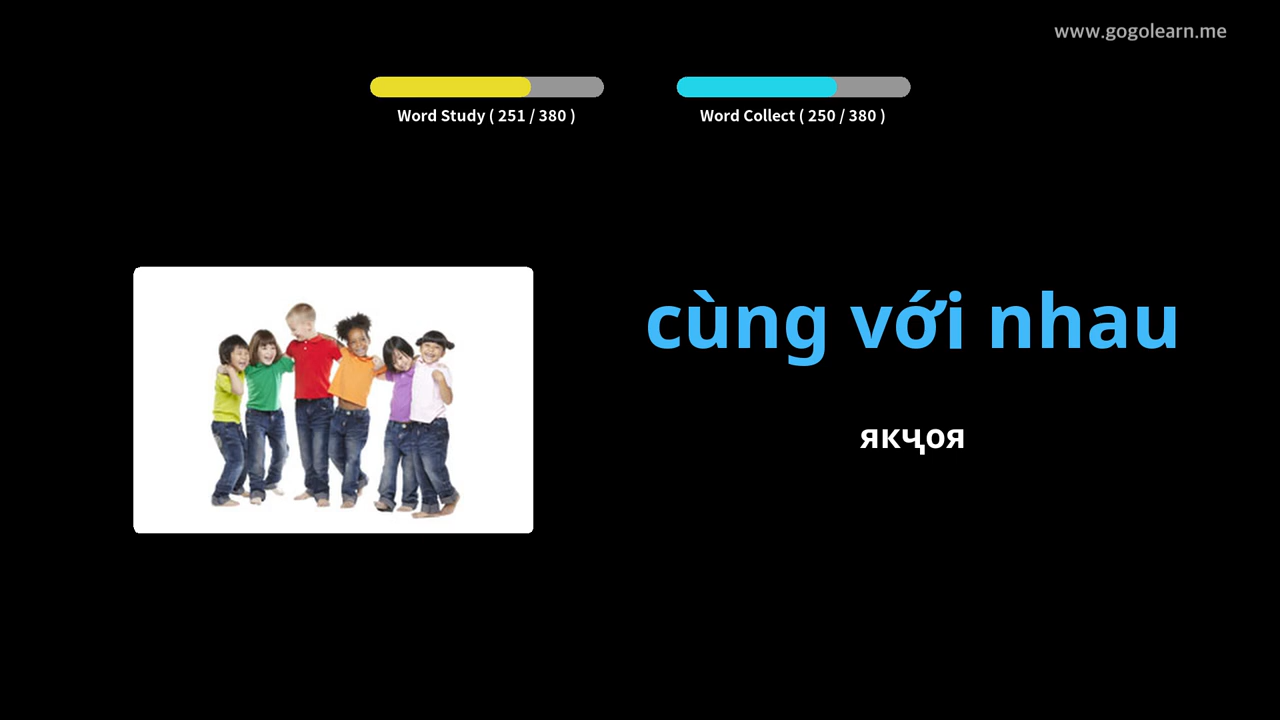 www.gogolearn.me
Word Study ( 251 / 380 )
Word Collect ( 250 / 380 )
cùng với nhau
якҷоя